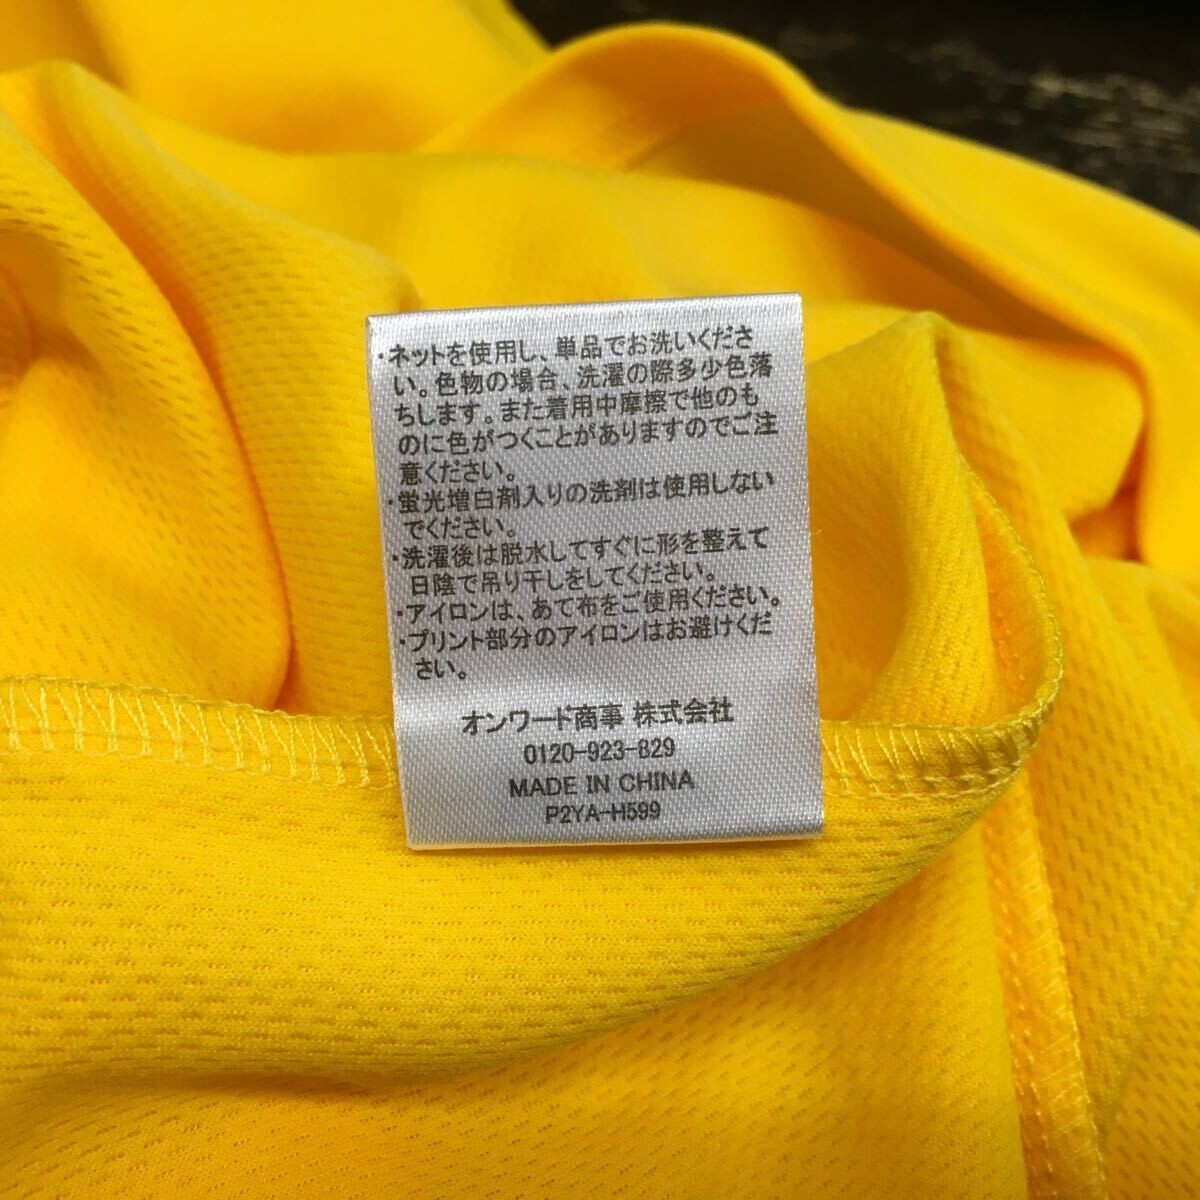 ・ネットを使用し、単品でお洗いくださ
い。色物の場合、洗濯の際多少色落
ちします。また着用中摩擦で他のも
のに色がつくことがありますのでご注
意ください。
・蛍光増白剤入りの洗剤は使用しない
でください。
・洗濯後は脱水してすぐに形を整えて
日陰で吊り干しをしてください。
・アイロンは、あて布をご使用ください。
・プリント部分のアイロンはお避けくだ
さい。
オンワード商事 株式会社
0120-923-829
MADE IN CHINA
P2YA-H599